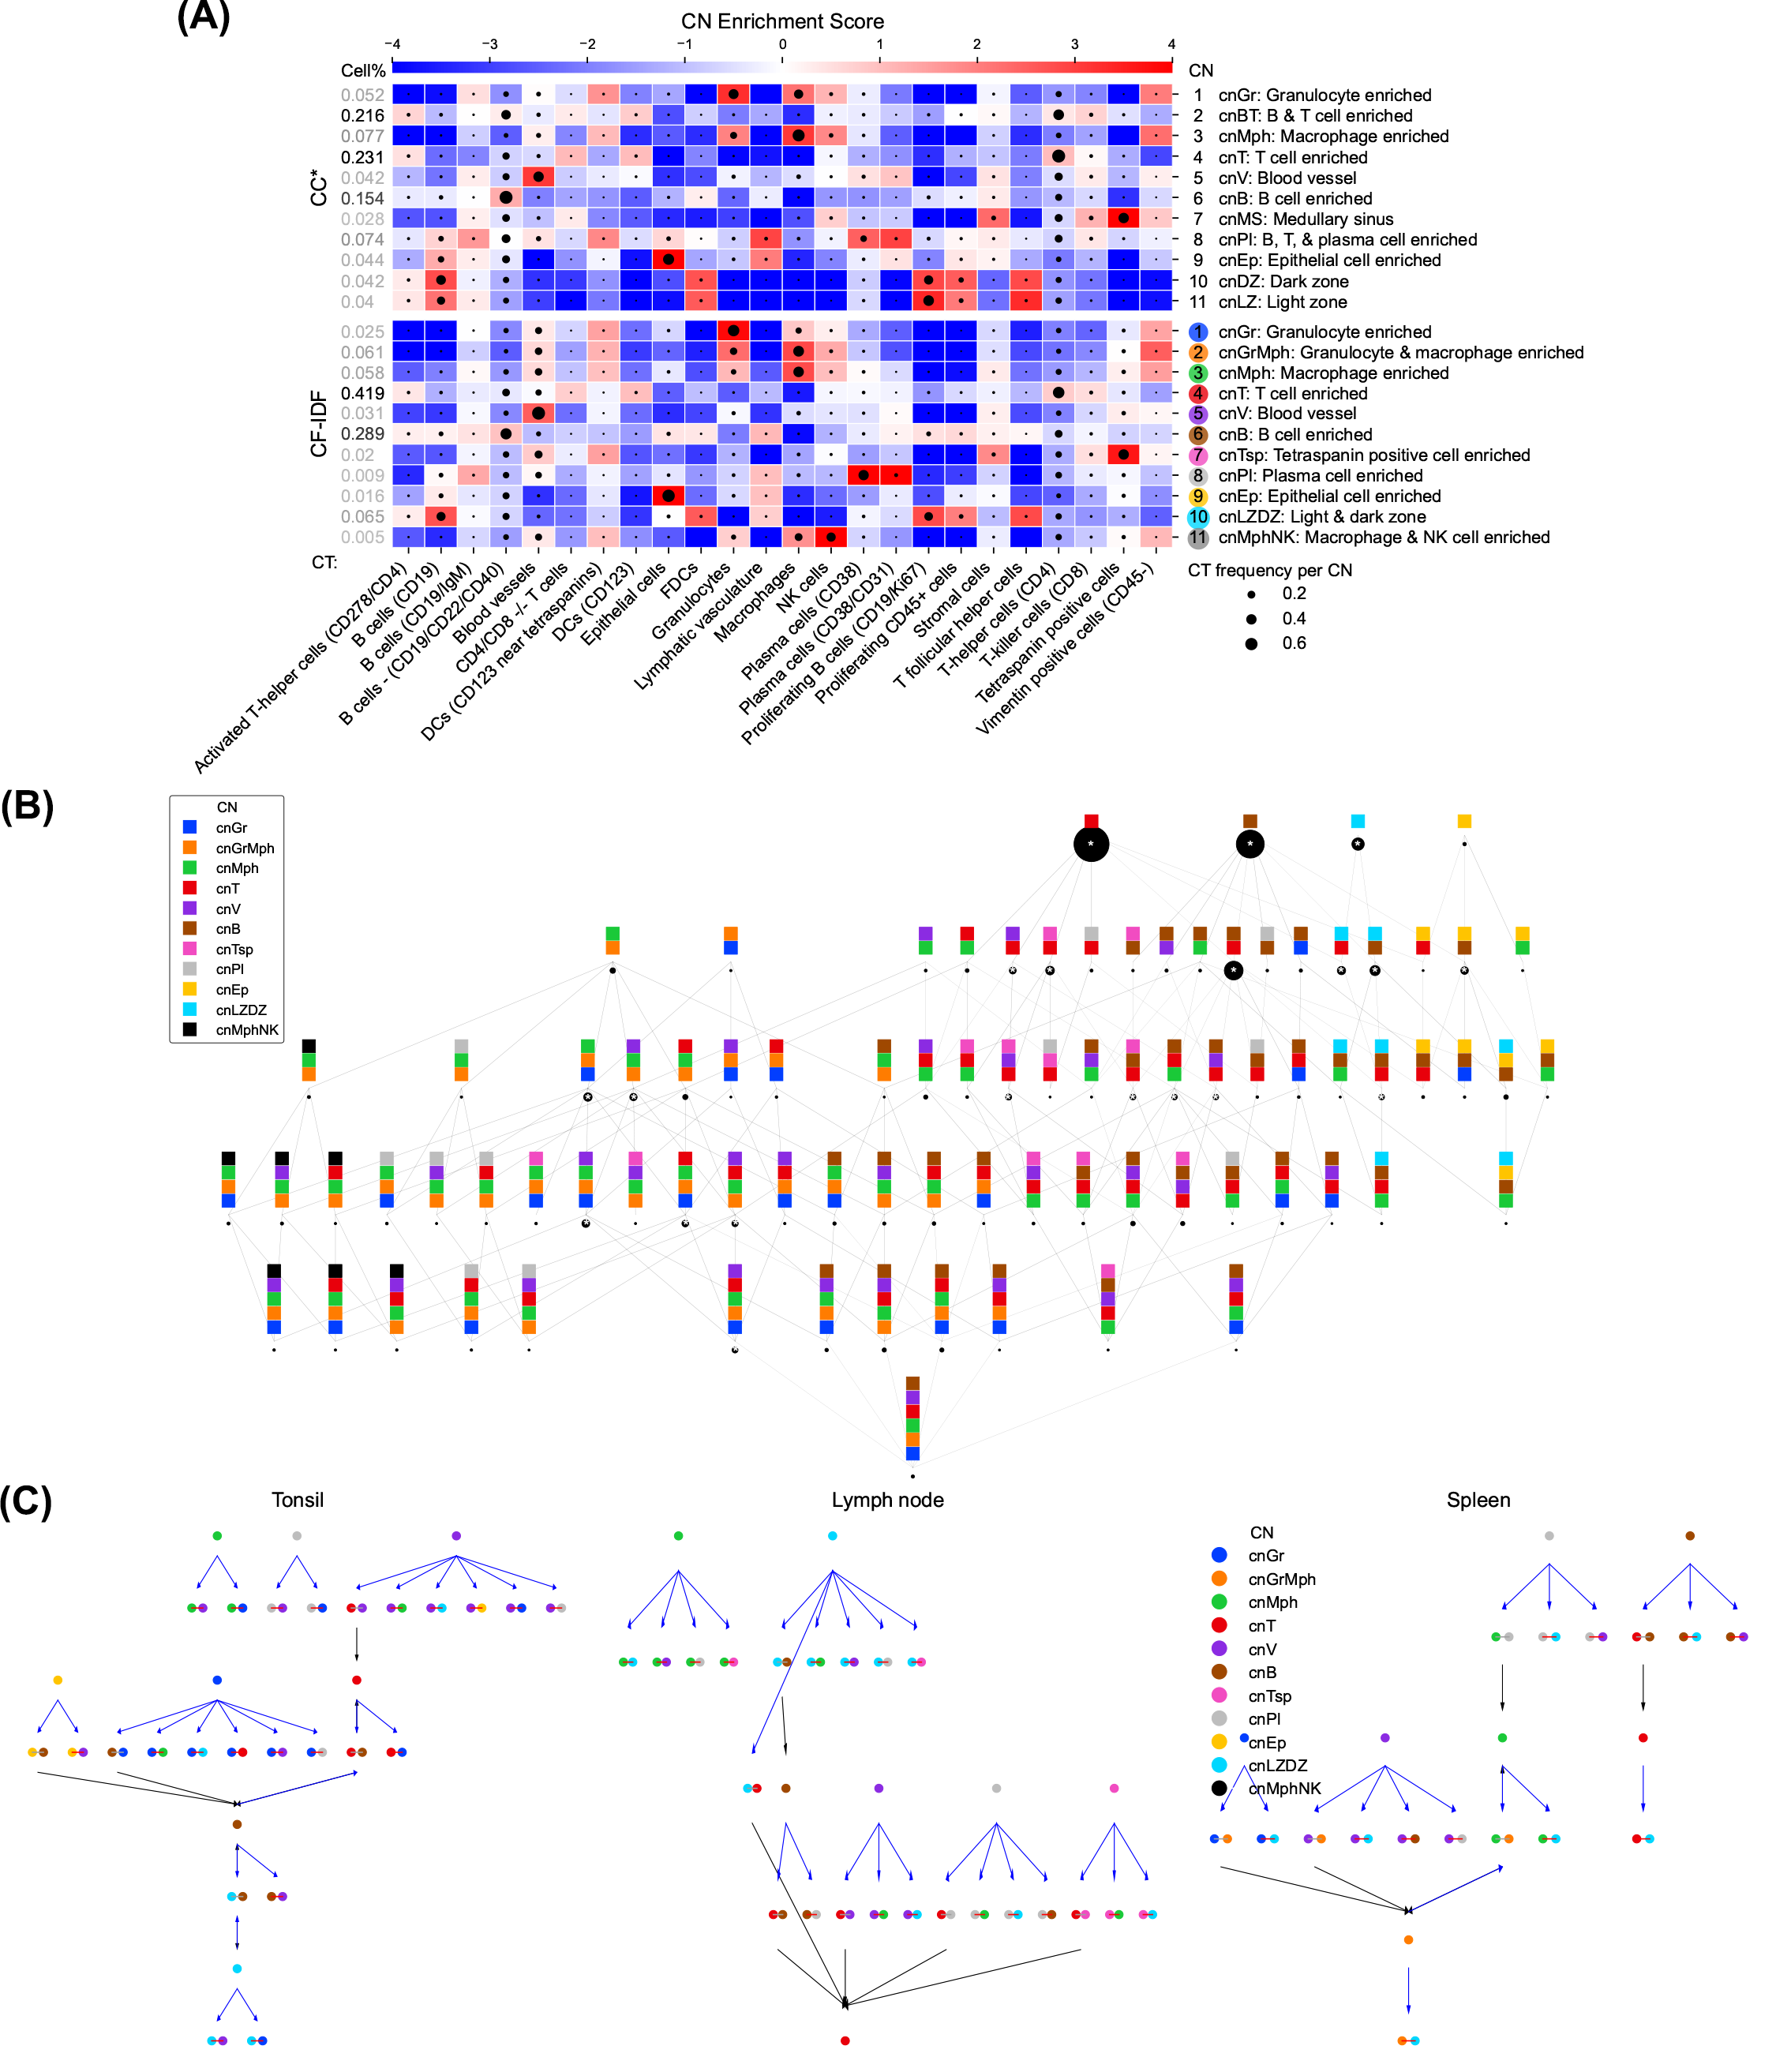 (A)
CN Enrichment Score
−4 −3 −2 −1 0 1 2 3 4
Cell% CN
CC*
0.052 1 cnGr: Granulocyte enriched
0.216 2 cnBT: B & T cell enriched
0.077 3 cnMph: Macrophage enriched
0.231 4 cnT: T cell enriched
0.042 5 cnV: Blood vessel
0.154 6 cnB: B cell enriched
0.028 7 cnMS: Medullary sinus
0.074 8 cnPl: B, T, & plasma cell enriched
0.044 9 cnEp: Epithelial cell enriched
0.042 10 cnDZ: Dark zone
0.04 11 cnLZ: Light zone
CF-IDF
0.025 1 cnGr: Granulocyte enriched
0.061 2 cnGrMph: Granulocyte & macrophage enriched
0.058 3 cnMph: Macrophage enriched
0.419 4 cnT: T cell enriched
0.031 5 cnV: Blood vessel
0.289 6 cnB: B cell enriched
0.02 7 cnTsp: Tetraspanin positive cell enriched
0.009 8 cnPl: Plasma cell enriched
0.016 9 cnEp: Epithelial cell enriched
0.065 10 cnLZDZ: Light & dark zone
0.005 11 cnMphNK: Macrophage & NK cell enriched
CT:
Activated T-helper cells (CD278/CD4)
B cells (CD19)
B cells (CD19/IgM)
B cells - (CD19/CD22/CD40)
Blood vessels
CD4/CD8 -/- T cells
DCs (CD123 near tetraspanins)
DCs (CD123)
Epithelial cells
FDCs
Granulocytes
Lymphatic vasculature
Macrophages
NK cells
Plasma cells (CD38)
Plasma cells (CD38/CD31)
Proliferating B cells (CD19/Ki67)
Proliferating CD45+ cells
Stromal cells
T follicular helper cells
T-helper cells (CD4)
T-killer cells (CD8)
Tetraspanin positive cells
Vimentin positive cells (CD45-)
CT frequency per CN
0.2
0.4
0.6
(B)
CN
cnGr
cnGrMph
cnMph
cnT
cnV
cnB
cnTsp
cnPl
cnEp
cnLZDZ
cnMphNK
(C)
Tonsil
Lymph node
Spleen
CN
cnGr
cnGrMph
cnMph
cnT
cnV
cnB
cnTsp
cnPl
cnEp
cnLZDZ
cnMphNK